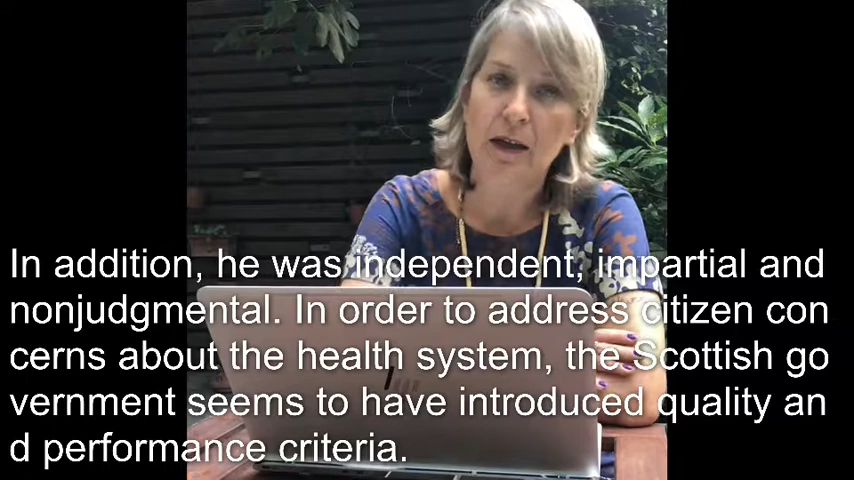 In addition, he was independent, impartial and
nonjudgmental. In order to address citizen con
cerns about the health system, the Scottish go
vernment seems to have introduced quality an
d performance criteria.